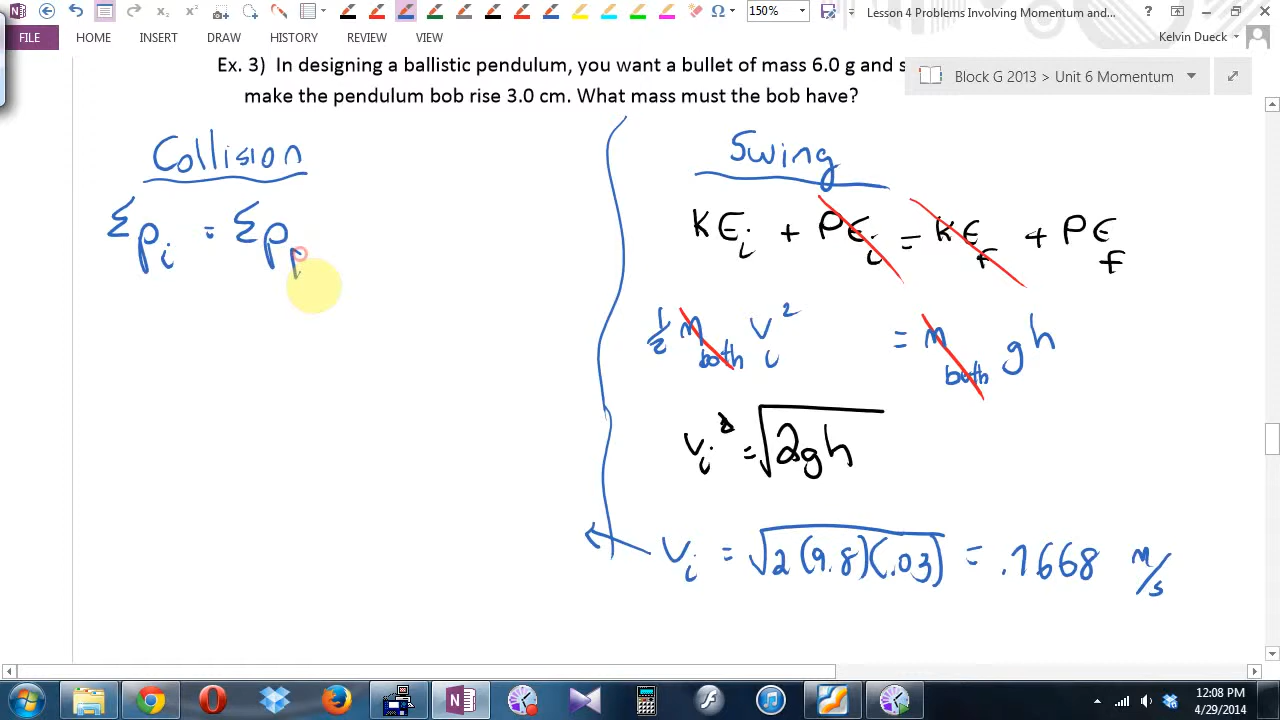 150%
Lesson 4 Problems Involving Momentum and...
FILE HOME INSERT DRAW HISTORY REVIEW VIEW
Kelvin Dueck
Ex. 3) In designing a ballistic pendulum, you want a bullet of mass 6.0 g and s
Block G 2013 > Unit 6 Momentum
make the pendulum bob rise 3.0 cm. What mass must the bob have?
Collision
Swing
Σp_i = Σp
KE_i + PE_i = KE_f + PE_f
½ m_both v_i² = m_both gh
v_i² = √2gh
v_i = √2(9.8)(.03) = .7668 m/s
12:08 PM
4/29/2014